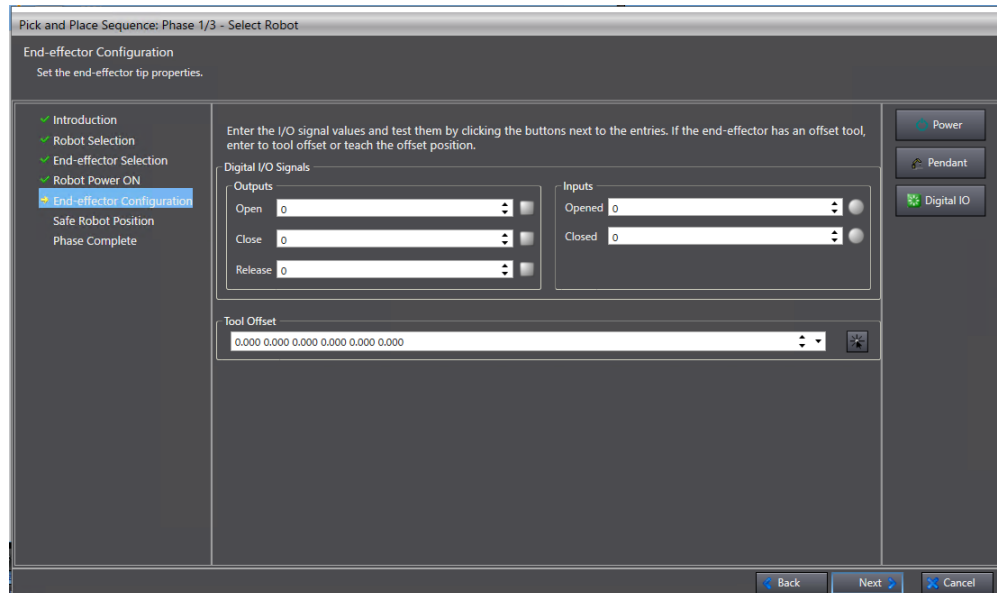 Pick and Place Sequence: Phase 1/3 - Select Robot
End-effector Configuration
Set the end-effector tip properties.
Introduction
Robot Selection
End-effector Selection
Robot Power ON
End-effector Configuration
Safe Robot Position
Phase Complete
Enter the I/O signal values and test them by clicking the buttons next to the entries. If the end-effector has an offset tool,
enter to tool offset or teach the offset position.
Digital I/O Signals
Outputs
Open 0
Close 0
Release 0
Inputs
Opened 0
Closed 0
Tool Offset
0.000 0.000 0.000 0.000 0.000 0.000
Power
Pendant
Digital IO
Back
Next
Cancel